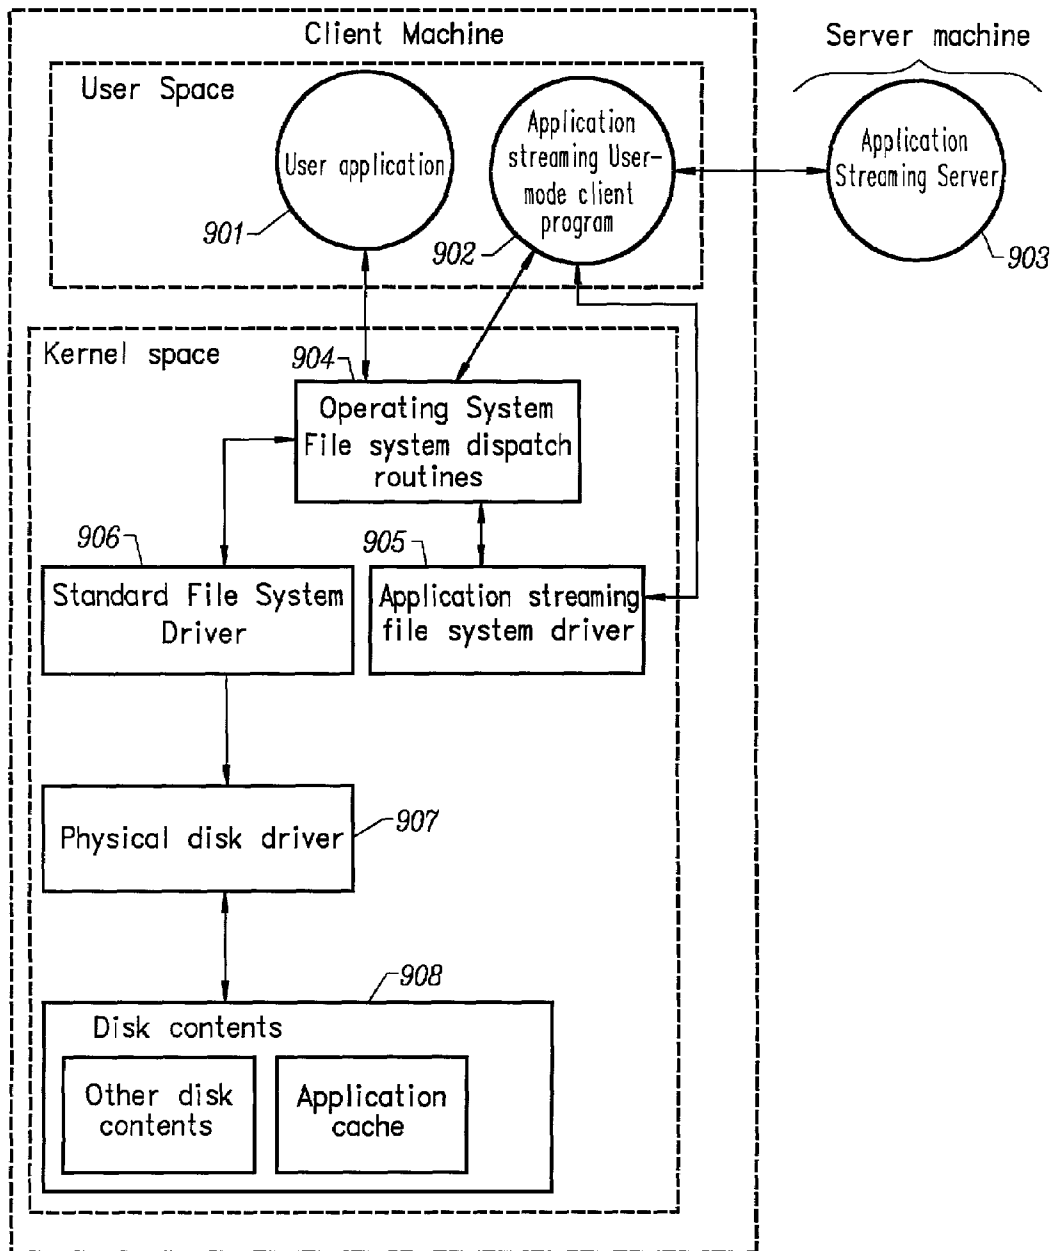 Client Machine
Server machine
User Space
User application
Application
streaming User-
mode client
program
Application
Streaming Server
901
902
903
Kernel space
904
Operating System
File system dispatch
routines
906
905
Standard File System
Driver
Application streaming
file system driver
Physical disk driver
907
908
Disk contents
Other disk
contents
Application
cache